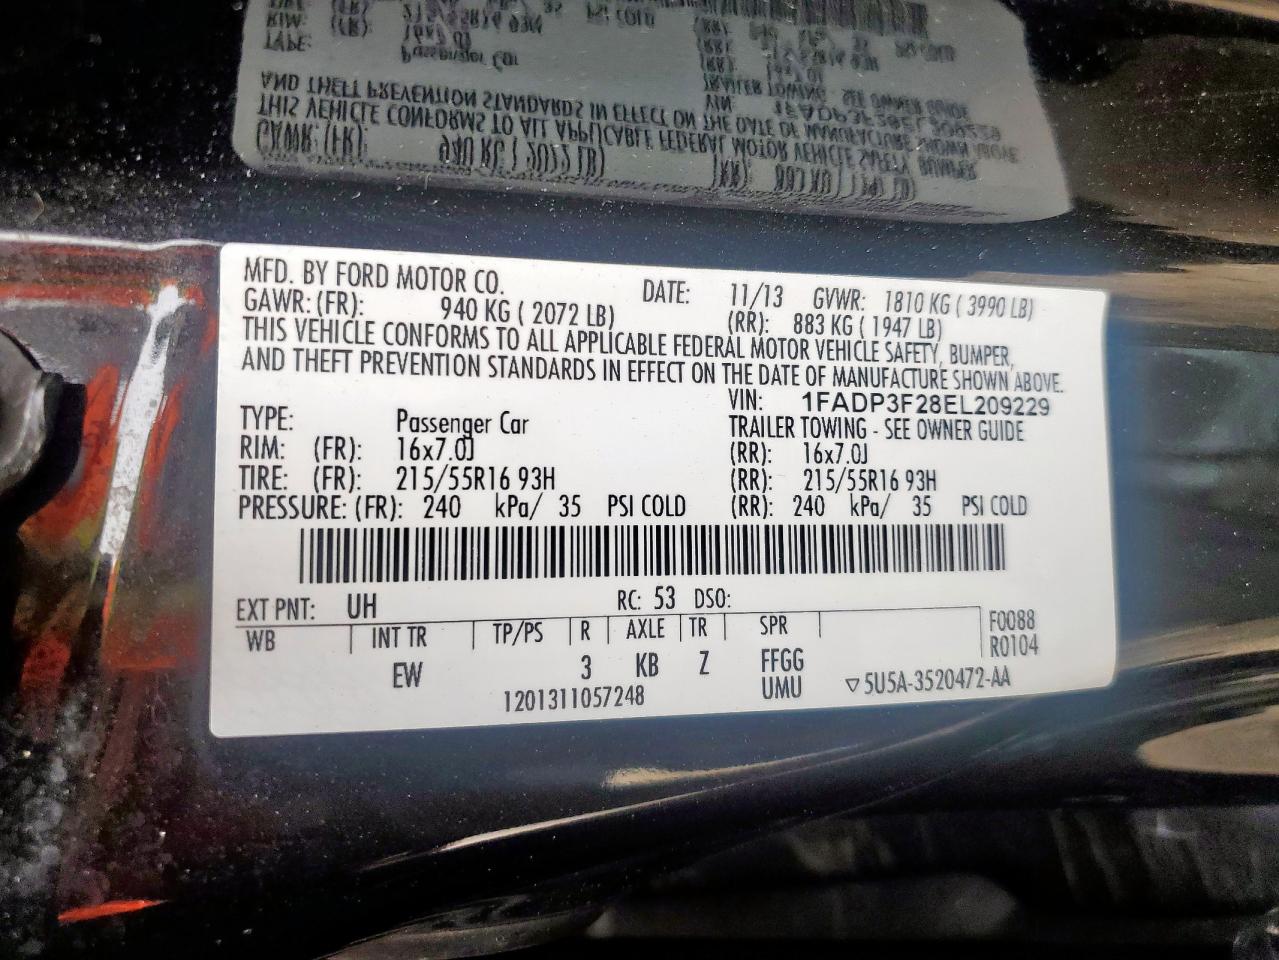 MFD. BY FORD MOTOR CO.
DATE: 11/13 GVWR: 1810 KG ( 3990 LB)
GAWR: (FR): 940 KG ( 2072 LB) (RR): 883 KG ( 1947 LB)
THIS VEHICLE CONFORMS TO ALL APPLICABLE FEDERAL MOTOR VEHICLE SAFETY, BUMPER,
AND THEFT PREVENTION STANDARDS IN EFFECT ON THE DATE OF MANUFACTURE SHOWN ABOVE.
VIN: 1FADP3F28EL209229
TYPE: Passenger Car TRAILER TOWING - SEE OWNER GUIDE
RIM: (FR): 16x7.0J (RR): 16x7.0J
TIRE: (FR): 215/55R16 93H (RR): 215/55R16 93H
PRESSURE: (FR): 240 kPa/ 35 PSI COLD (RR): 240 kPa/ 35 PSI COLD
EXT PNT: UH RC: 53 DSO:
WB INT TR TP/PS R AXLE TR SPR F0088
R0104
EW 3 KB Z FFGG
1201311057248 UMU ▽5U5A-3520472-AA